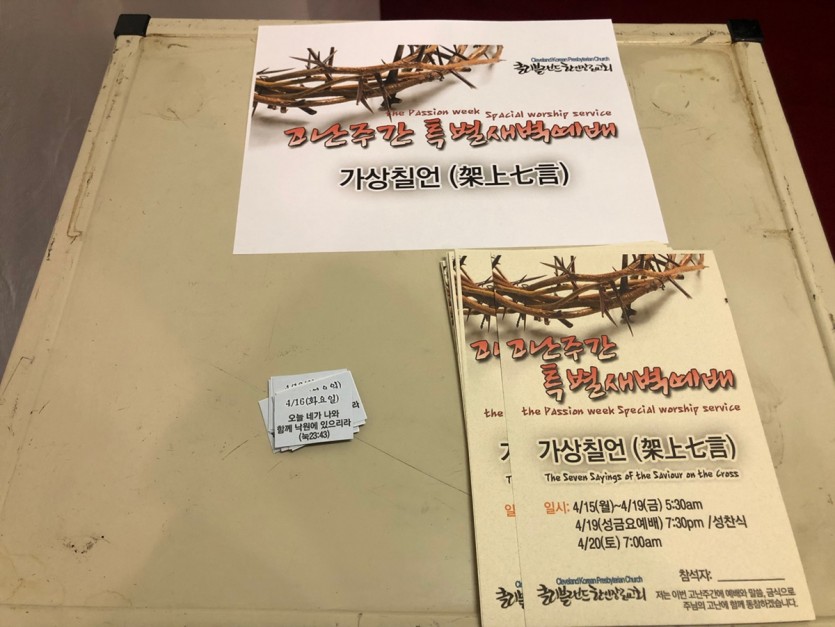 Cleveland Korean Presbyterian Church
클리블랜드 한인장로교회
the Passion week Spacial worship service
고난주간 특별새벽예배
가상칠언 (架上七言)
4/16(화요일)
오늘 네가 나와
함께 낙원에 있으리라
(눅23:43)
고난주간
특별새벽예배
the Passion week Special worship service
가상칠언 (架上七言)
The Seven Sayings of the Saviour on the Cross
일시: 4/15(월)~4/19(금) 5:30am
4/19(성금요예배) 7:30pm /성찬식
4/20(토) 7:00am
참석자:
Cleveland Korean Presbyterian Church
클리블랜드 한인장로교회
저는 이번 고난주간에 예배와 말씀, 금식으로
주님의 고난에 함께 동참하겠습니다.